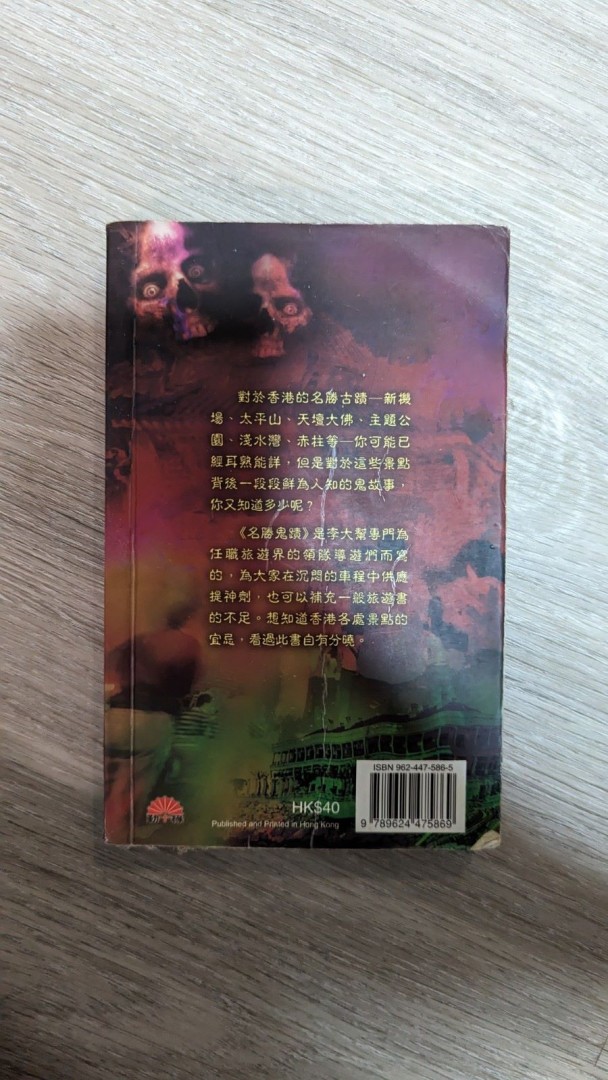 對於香港的名勝古蹟─新機
場、太平山、天壇大佛、主題公
園、淺水灣、赤柱等─你可能已
經耳熟能詳，但是對於這些景點
背後一段段鮮為人知的鬼故事，
你又知道多少呢？
《名勝鬼蹟》是李大幫專門為
任職旅遊界的領隊導遊們而寫
的，為大家在沉悶的車程中供應
提神劑，也可以補充一般旅遊書
的不足。想知道香港各處景點的
宜忌，看過此書自有分曉。
ISBN 962-447-586-5
9 789624 475869
HK$40
Published and Printed in Hong Kong